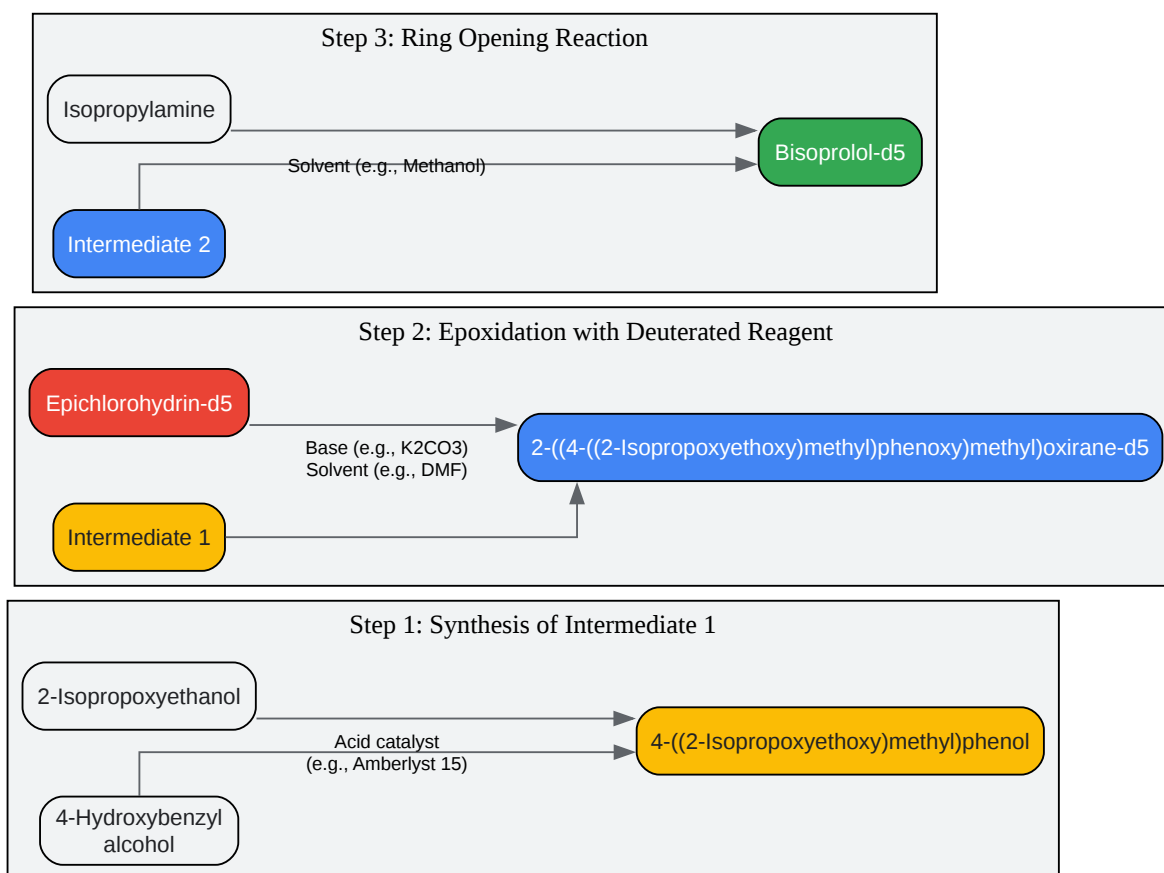 Step 3: Ring Opening Reaction
Isopropylamine
Solvent (e.g., Methanol)
Bisoprolol-d5
Intermediate 2
Step 2: Epoxidation with Deuterated Reagent
Epichlorohydrin-d5
Base (e.g., K2CO3)
Solvent (e.g., DMF)
2-((4-((2-Isopropoxyethoxy)methyl)phenoxy)methyl)oxirane-d5
Intermediate 1
Step 1: Synthesis of Intermediate 1
2-Isopropoxyethanol
Acid catalyst
(e.g., Amberlyst 15)
4-((2-Isopropoxyethoxy)methyl)phenol
4-Hydroxybenzyl
alcohol